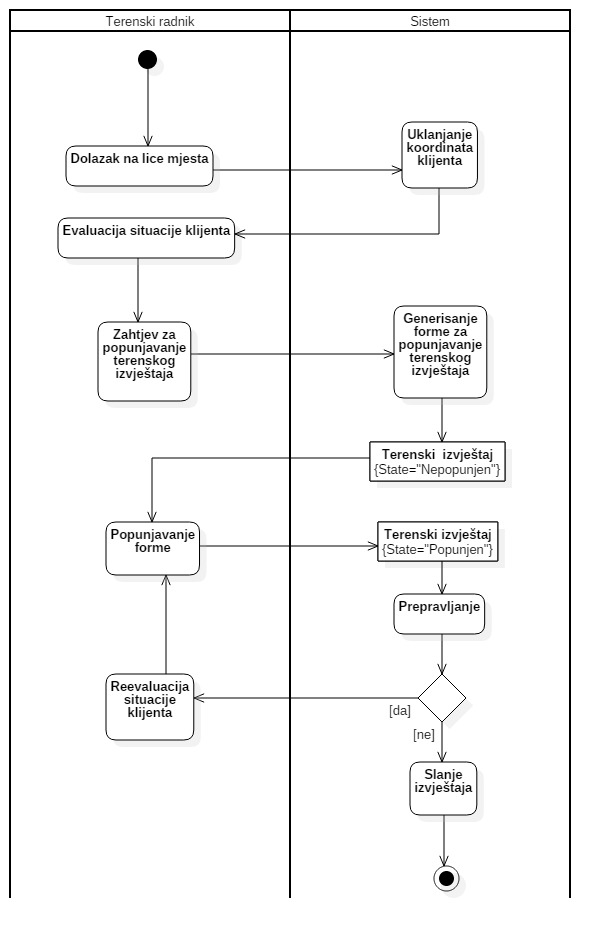 Terenski radnik
Sistem
Dolazak na lice mjesta
Uklanjanje
koordinata
klijenta
Evaluacija situacije klijenta
Zahtjev za
popunjavanje
terenskog
izvještaja
Generisanje
forme za
popunjavanje
terenskog
izvještaja
Terenski izvještaj
{State="Nepopunjen"}
Popunjavanje
forme
Terenski izvještaj
{State="Popunjen"}
Prepravljanje
Reevaluacija
situacije
klijenta
[da]
[ne]
Slanje
izvještaja